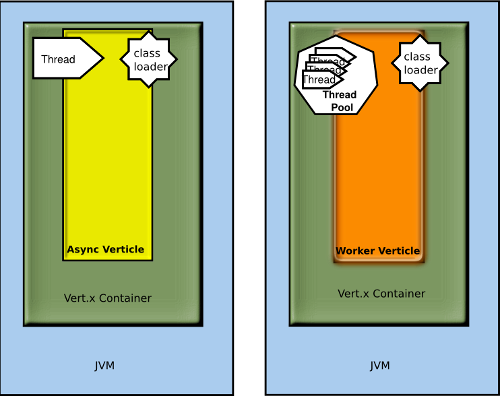 Thread
class
loader
Async Verticle
Vert.x Container
JVM
Thread
Thread
Thread
Thread
Thread
Pool
class
loader
Worker Verticle
Vert.x Container
JVM